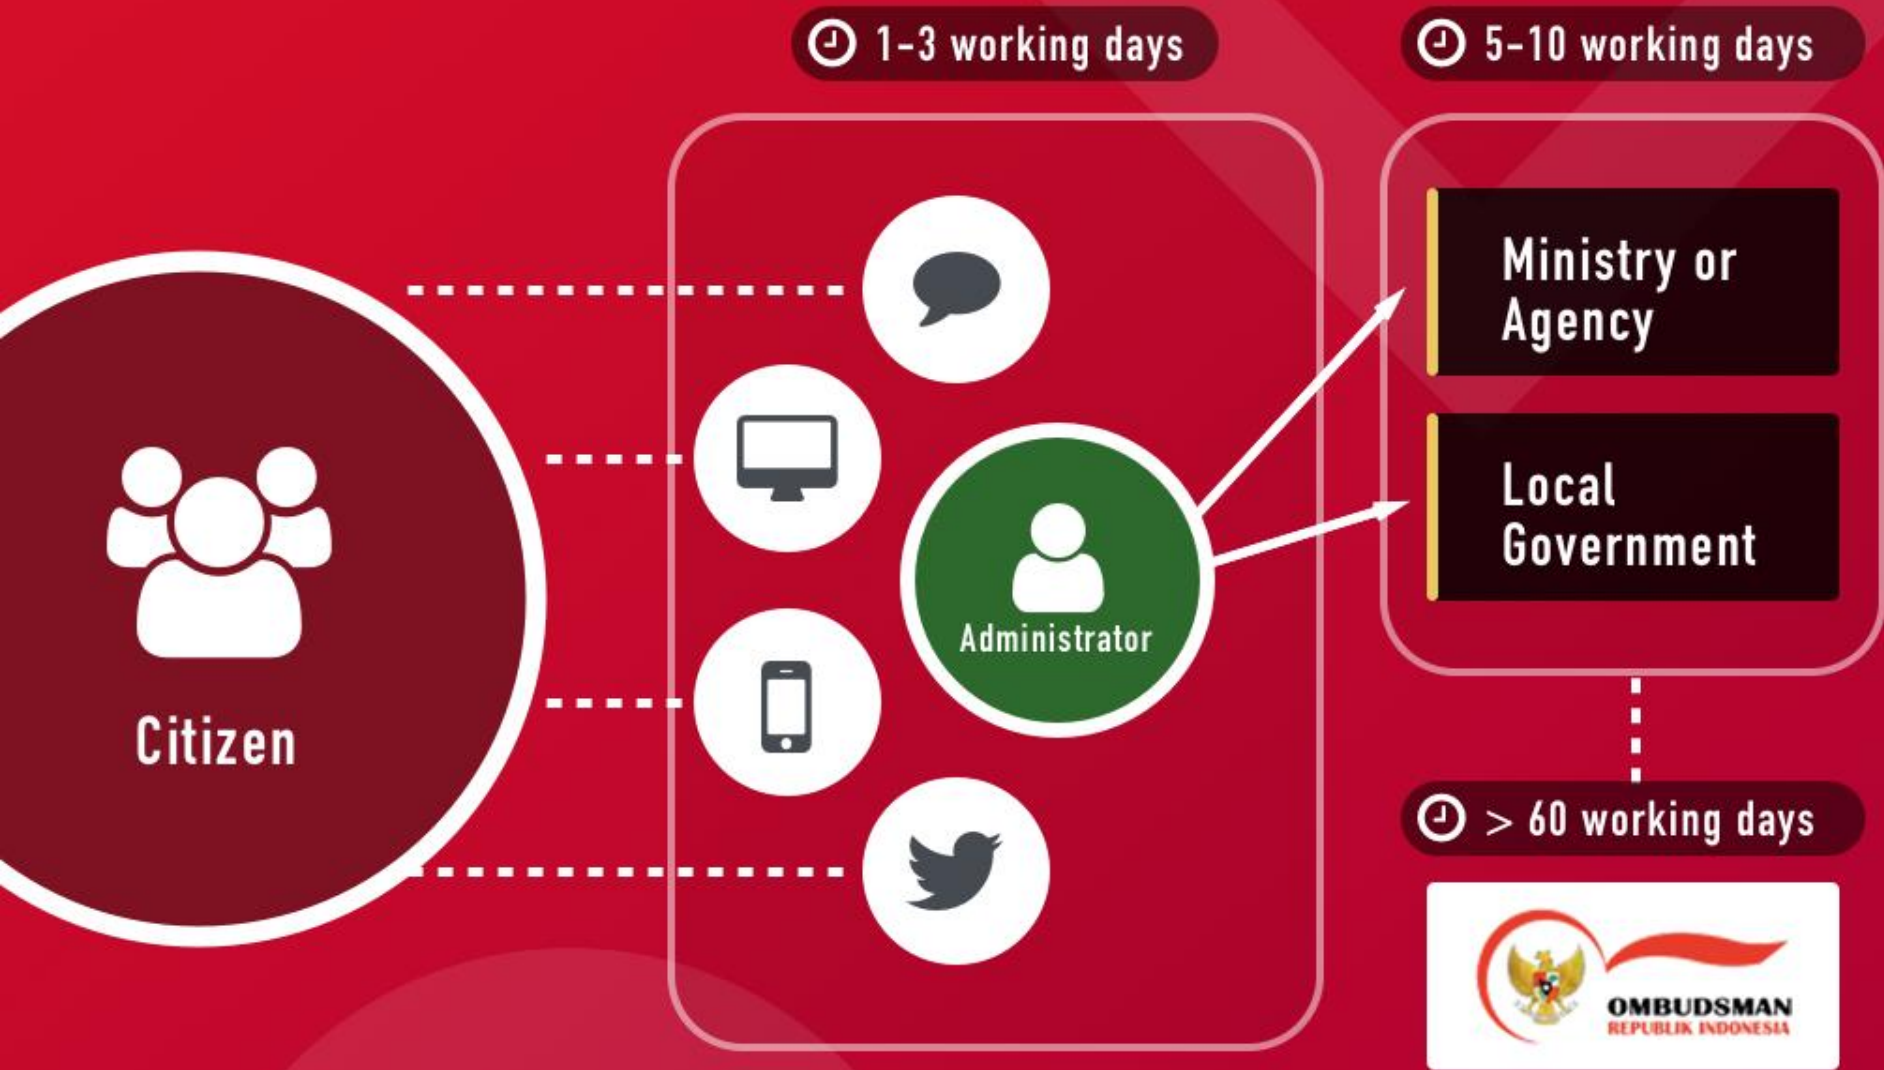 1-3 working days
5-10 working days
Citizen
Administrator
Ministry or
Agency
Local
Government
> 60 working days
OMBUDSMAN
REPUBLIK INDONESIA